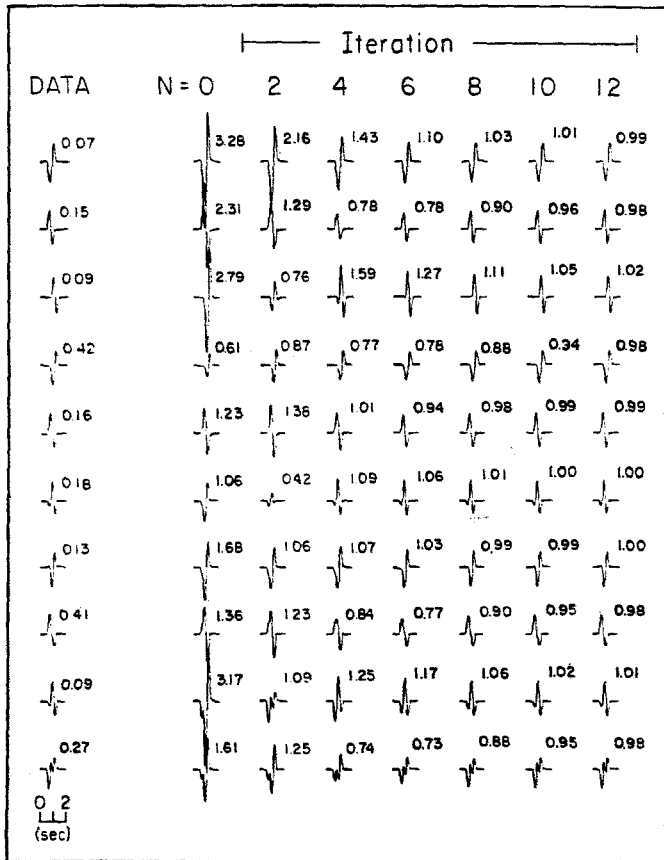 Iteration
DATA N = 0 2 4 6 8 10 12
0.07 3.28 2.16 1.43 1.10 1.03 1.01 0.99
0.15 2.31 1.29 0.78 0.78 0.90 0.96 0.98
0.09 2.79 0.76 1.59 1.27 1.11 1.05 1.02
0.42 0.61 0.87 0.77 0.78 0.88 0.34 0.98
0.16 1.23 1.36 1.01 0.94 0.98 0.99 0.99
0.18 1.06 0.42 1.09 1.06 1.01 1.00 1.00
0.13 1.68 1.06 1.07 1.03 0.99 0.99 1.00
0.41 1.36 1.23 0.84 0.77 0.90 0.95 0.98
0.09 3.17 1.09 1.25 1.17 1.06 1.02 1.01
0.27 1.61 1.25 0.74 0.73 0.88 0.95 0.98
0 2
(sec)